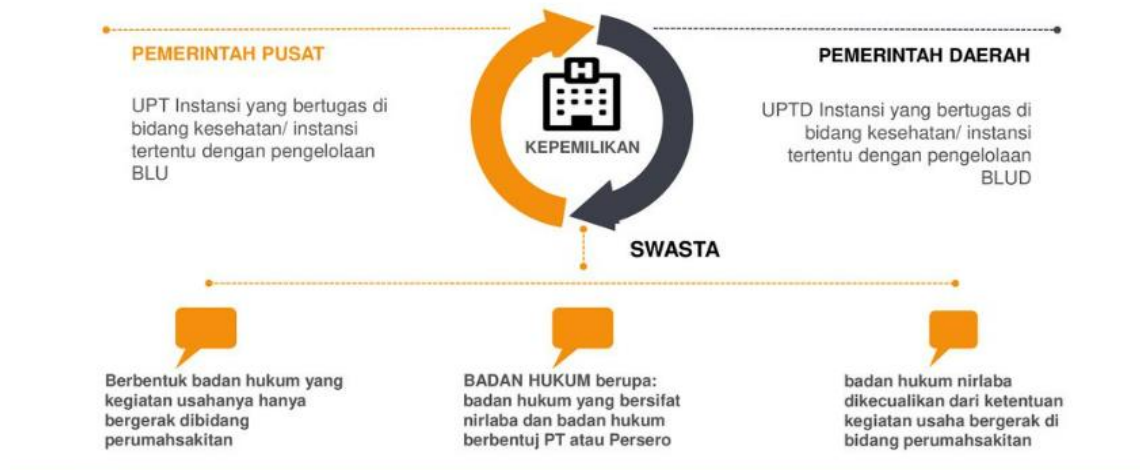 PEMERINTAH PUSAT
UPT Instansi yang bertugas di
bidang kesehatan/ instansi
tertentu dengan pengelolaan
BLU
H
KEPEMILIKAN
PEMERINTAH DAERAH
UPTD Instansi yang bertugas di
bidang kesehatan/ instansi
tertentu dengan pengelolaan
BLUD
SWASTA
Berbentuk badan hukum yang
kegiatan usahanya hanya
bergerak dibidang
perumahsakitan
BADAN HUKUM berupa:
badan hukum yang bersifat
nirlaba dan badan hukum
berbentuj PT atau Persero
badan hukum nirlaba
dikecualikan dari ketentuan
kegiatan usaha bergerak di
bidang perumahsakitan